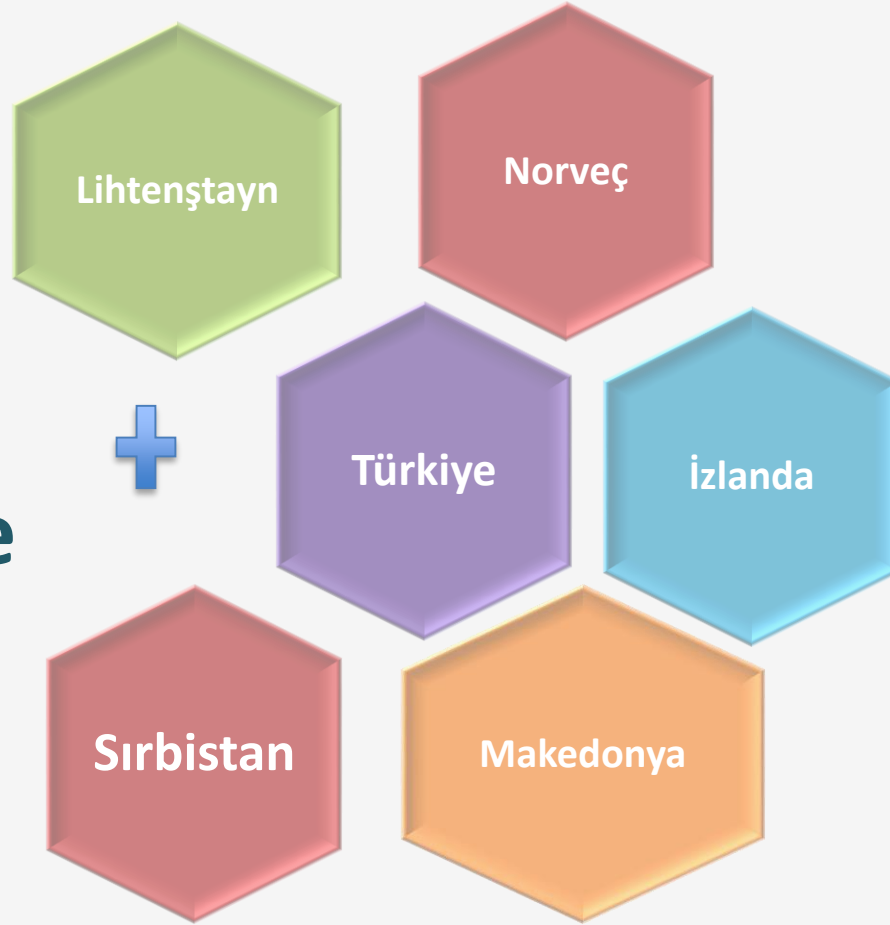 Lihtenştayn
Norveç
Türkiye
İzlanda
e
Sırbistan
Makedonya